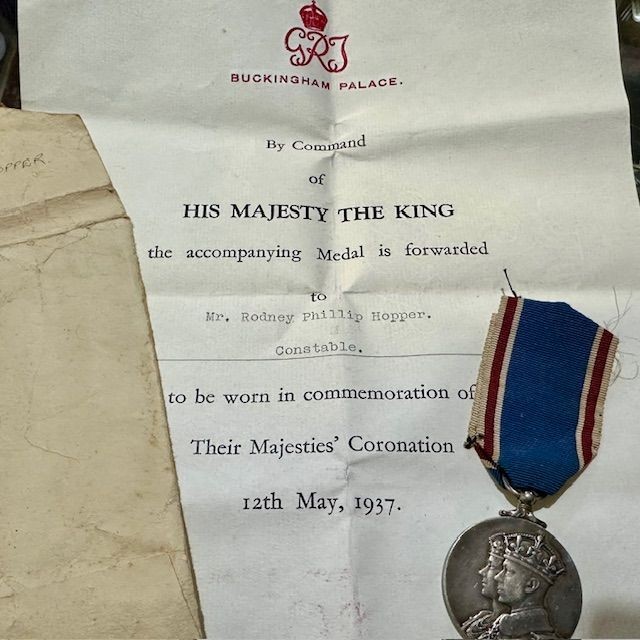 OPPER.
GRI
BUCKINGHAM PALACE.
By Command
of
HIS MAJESTY THE KING
the accompanying Medal is forwarded
to
Mr. Rodney Phillip Hopper.
Constable.
to be worn in commemoration of
Their Majesties' Coronation
12th May, 1937.